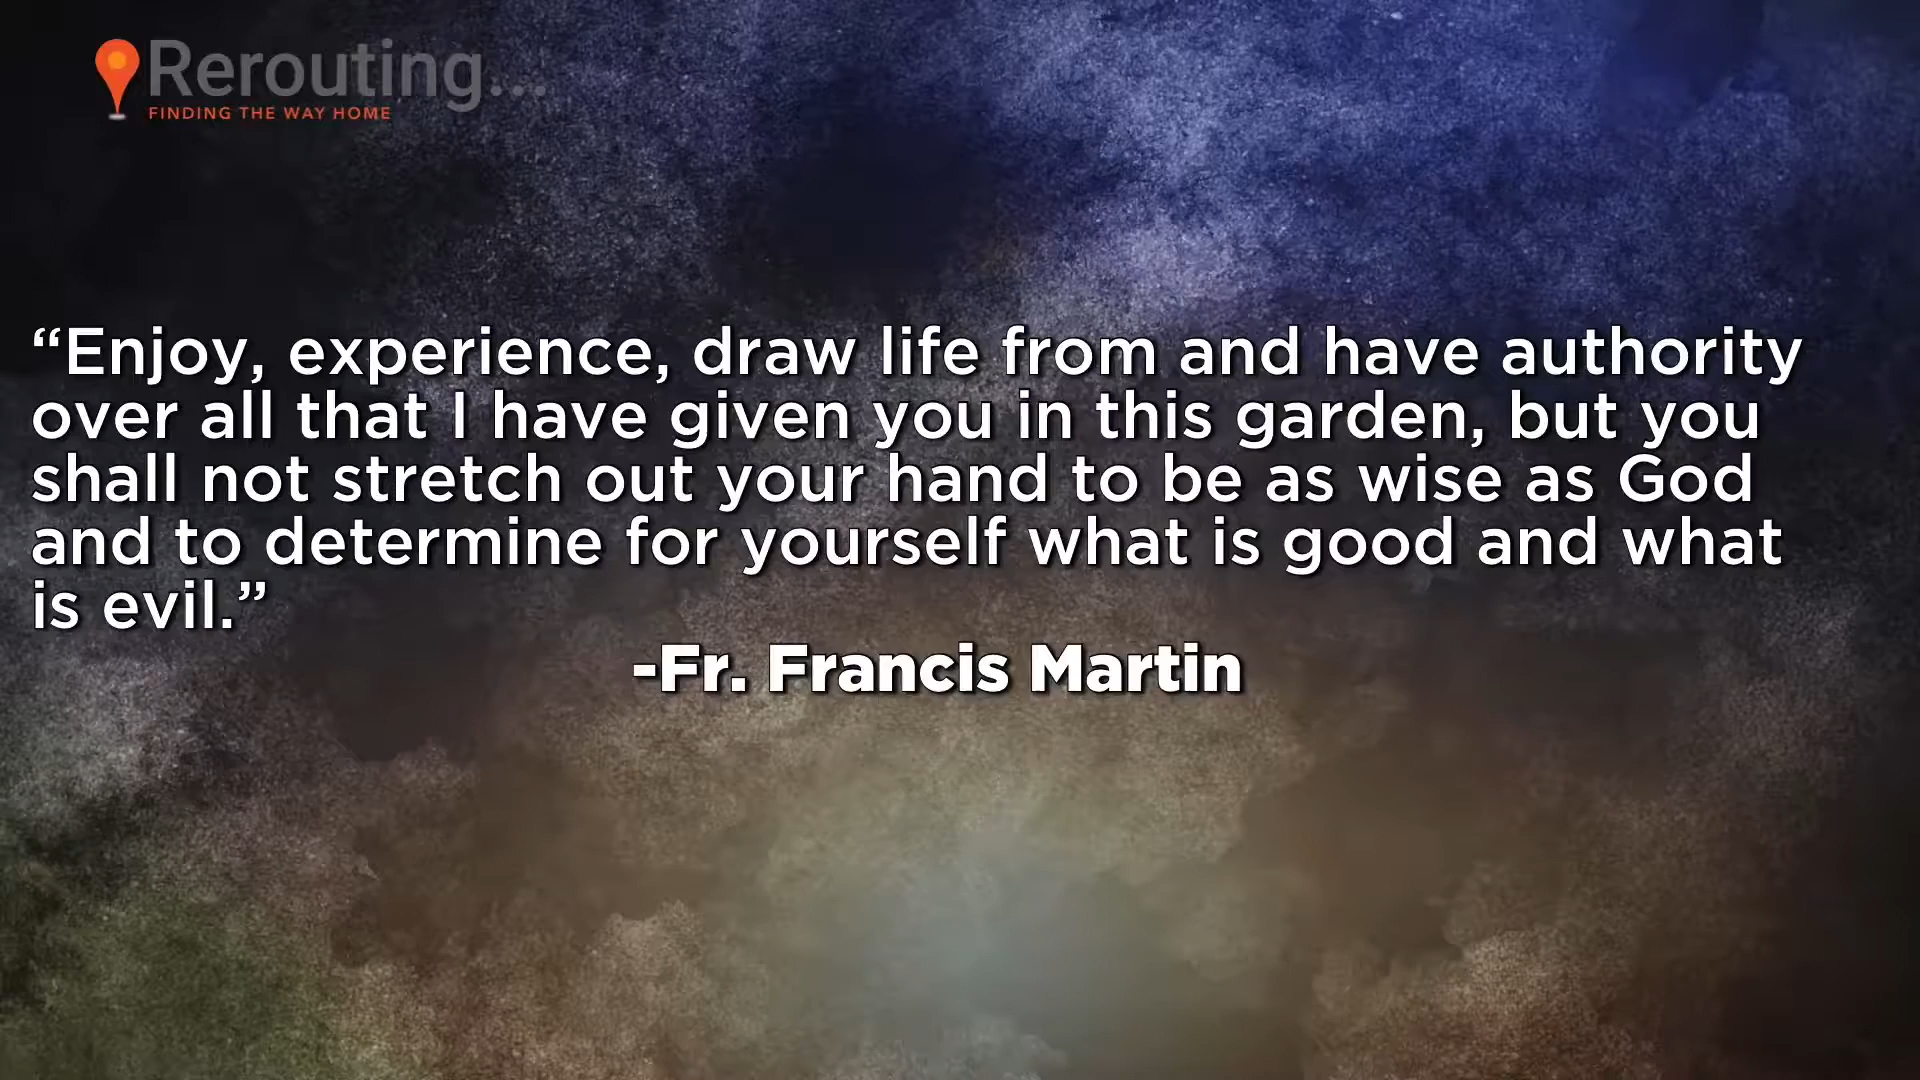 Rerouting...
FINDING THE WAY HOME
“Enjoy, experience, draw life from and have authority
over all that I have given you in this garden, but you
shall not stretch out your hand to be as wise as God
and to determine for yourself what is good and what
is evil.”
-Fr. Francis Martin